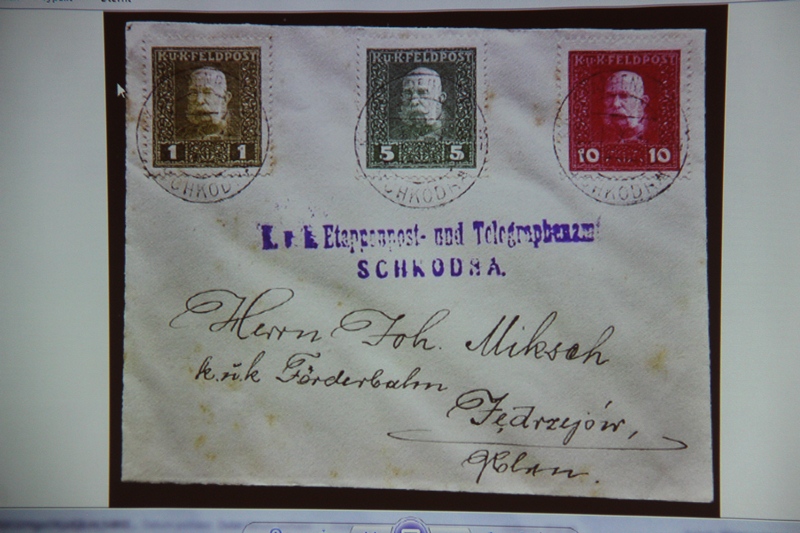 K.u.K.FELDPOST
1 1
SCHKODRA
K.u.K.FELDPOST
5 5
SCHKODRA
K.u.K.FELDPOST
10 10
SCHKODRA
K. u. k. Etappenpost- und Telegraphenamt
SCHKODRA.
Herrn Joh. Miksch
k.u.k Förderbahn
Jędrzejów,
Polen.